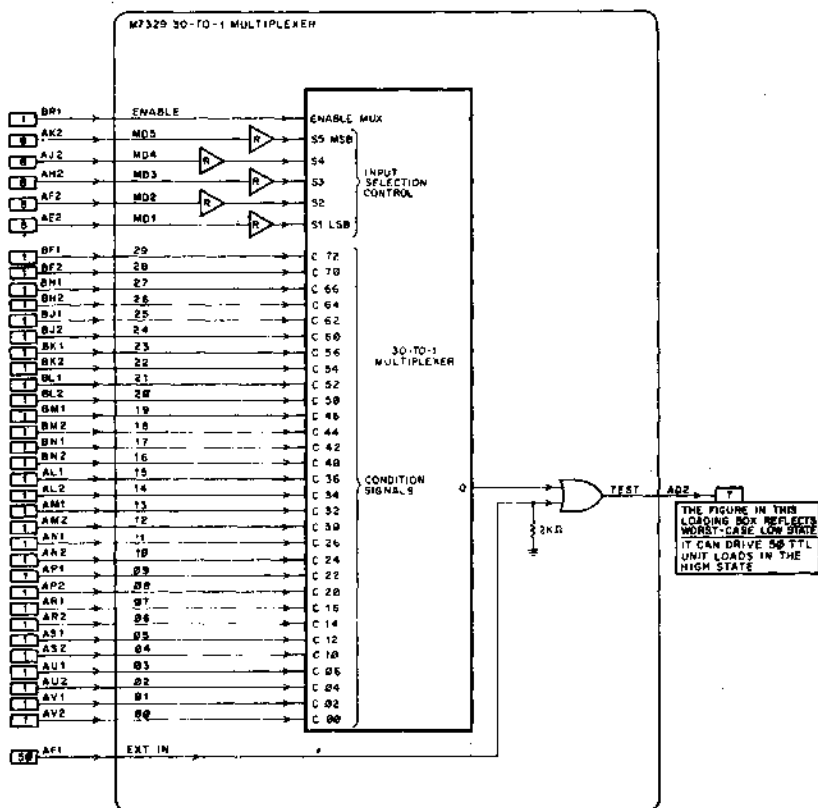 M7329 30-TO-1 MULTIPLEXER
1 BR1 ENABLE ENABLE MUX
AK2 MD5 R S5 MSB
AJ2 MD4 R S4
AH2 MD3 R S3
AF2 MD2 R S2
AE2 MD1 R S1 LSB
INPUT
SELECTION
CONTROL
1 BF1 29 C 72
1 BF2 28 C 70
1 BH1 27 C 66
1 BH2 26 C 64
1 BJ1 25 C 62
1 BJ2 24 C 60
1 BK1 23 C 56
1 BK2 22 C 54
1 BL1 21 C 52
1 BL2 20 C 50
1 BM1 19 C 46
1 BM2 18 C 44
1 BN1 17 C 42
1 BN2 16 C 40
1 AL1 15 C 36
1 AL2 14 C 34
1 AM1 13 C 32
1 AM2 12 C 30
1 AN1 11 C 26
1 AN2 10 C 24
1 AP1 09 C 22
1 AP2 08 C 20
1 AR1 07 C 16
1 AR2 06 C 14
1 AS1 05 C 12
1 AS2 04 C 10
1 AU1 03 C 06
1 AU2 02 C 04
1 AV1 01 C 02
1 AV2 00 C 00
30-TO-1
MULTIPLEXER
CONDITION
SIGNALS
Q
TEST AD2 7
2KΩ
THE FIGURE IN THIS
LOADING BOX REFLECTS
WORST-CASE LOW STATE
IT CAN DRIVE 50 TTL
UNIT LOADS IN THE
HIGH STATE
50 AF1 EXT IN